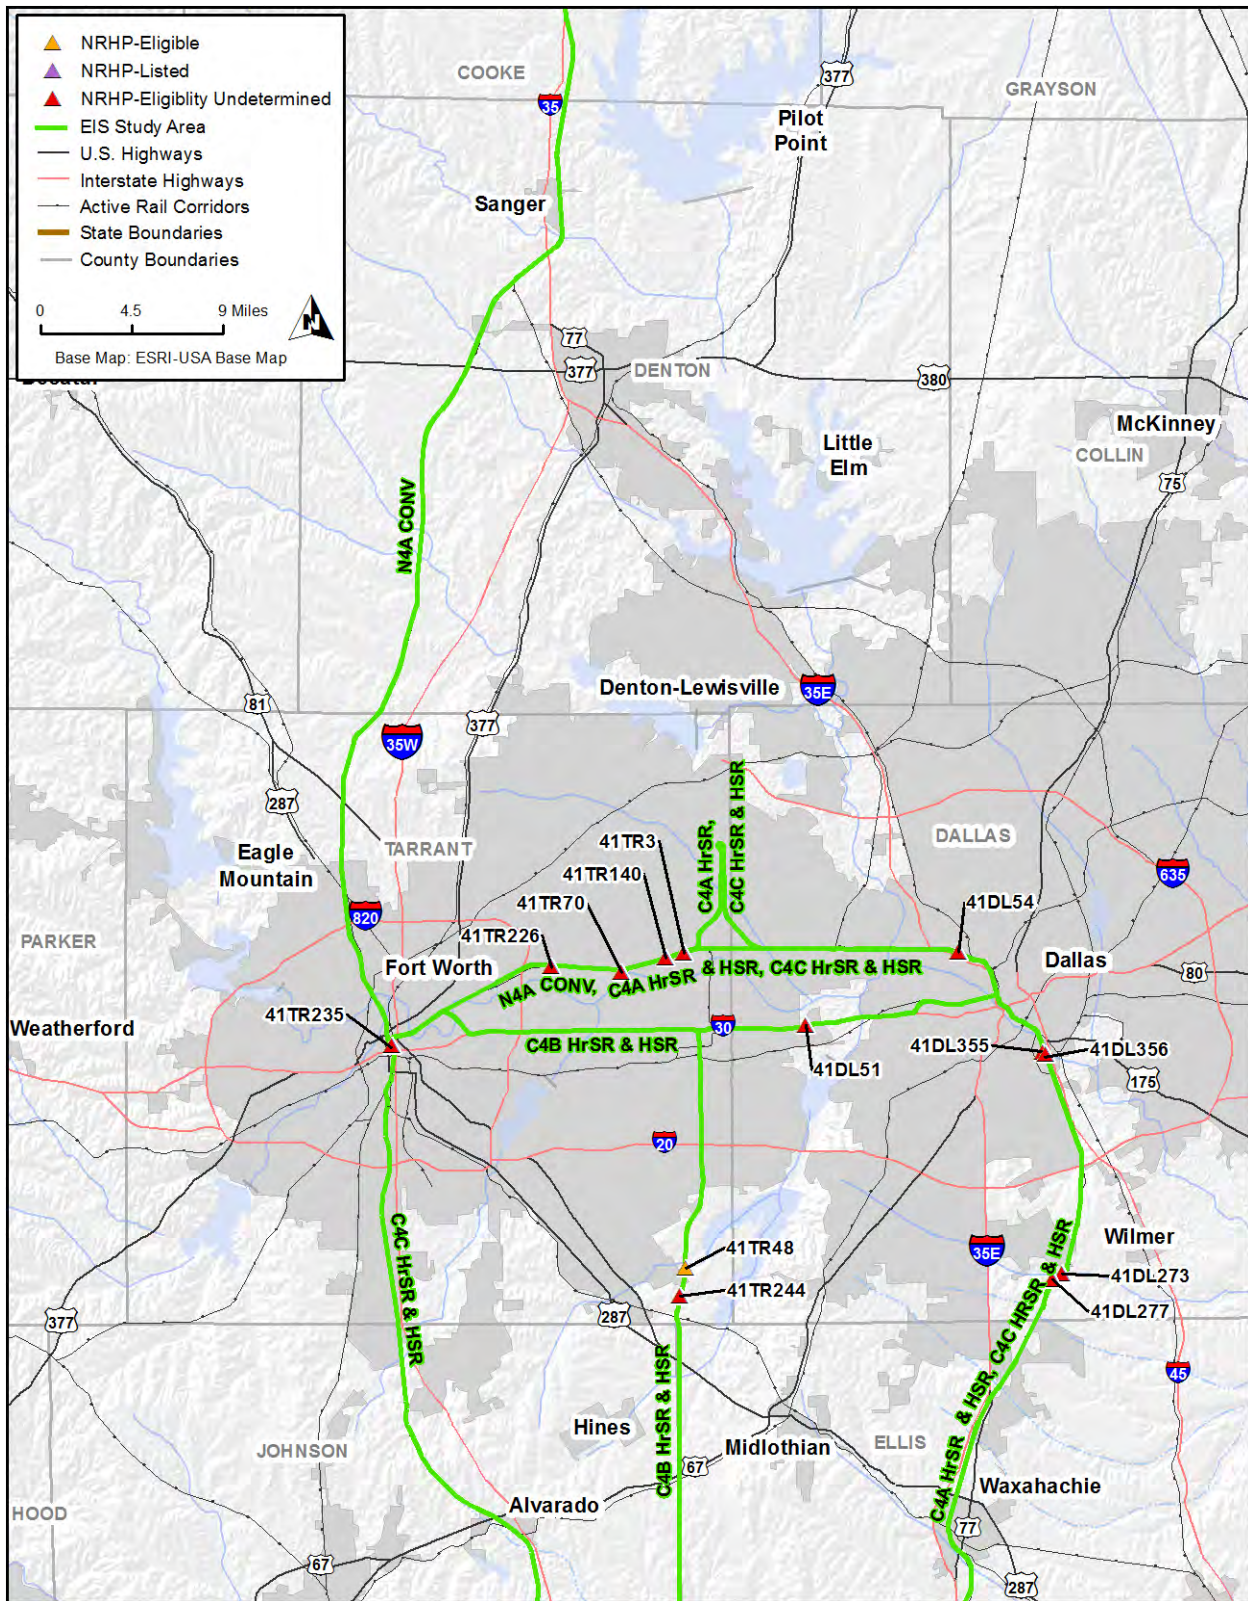 NRHP-Eligible
NRHP-Listed
NRHP-Eligiblity Undetermined
EIS Study Area
U.S. Highways
Interstate Highways
Active Rail Corridors
State Boundaries
County Boundaries
0 4.5 9 Miles
N
Base Map: ESRI-USA Base Map
COOKE
GRAYSON
377
35
Pilot
Point
Sanger
77
377
DENTON
380
McKinney
COLLIN
Little
Elm
75
N4A CONV
Denton-Lewisville
35E
81
377
35W
287
C4A HrSR,
C4C HrSR & HSR
41TR3
DALLAS
TARRANT
Eagle
Mountain
41TR140
635
41TR70
41DL54
820
41TR226
PARKER
Fort Worth
Dallas
80
N4A CONV, C4A HrSR & HSR, C4C HrSR & HSR
41TR235
Weatherford
30
C4B HrSR & HSR
41DL355
41DL356
41DL51
175
20
C4C HrSR & HSR
Wilmer
35E
41TR48
41DL273
41TR244
41DL277
377
287
C4A HrSR & HSR, C4C HRSR & HSR
45
C4B HrSR & HSR
Hines
Midlothian
ELLIS
JOHNSON
67
Waxahachie
Alvarado
HOOD
77
67
287